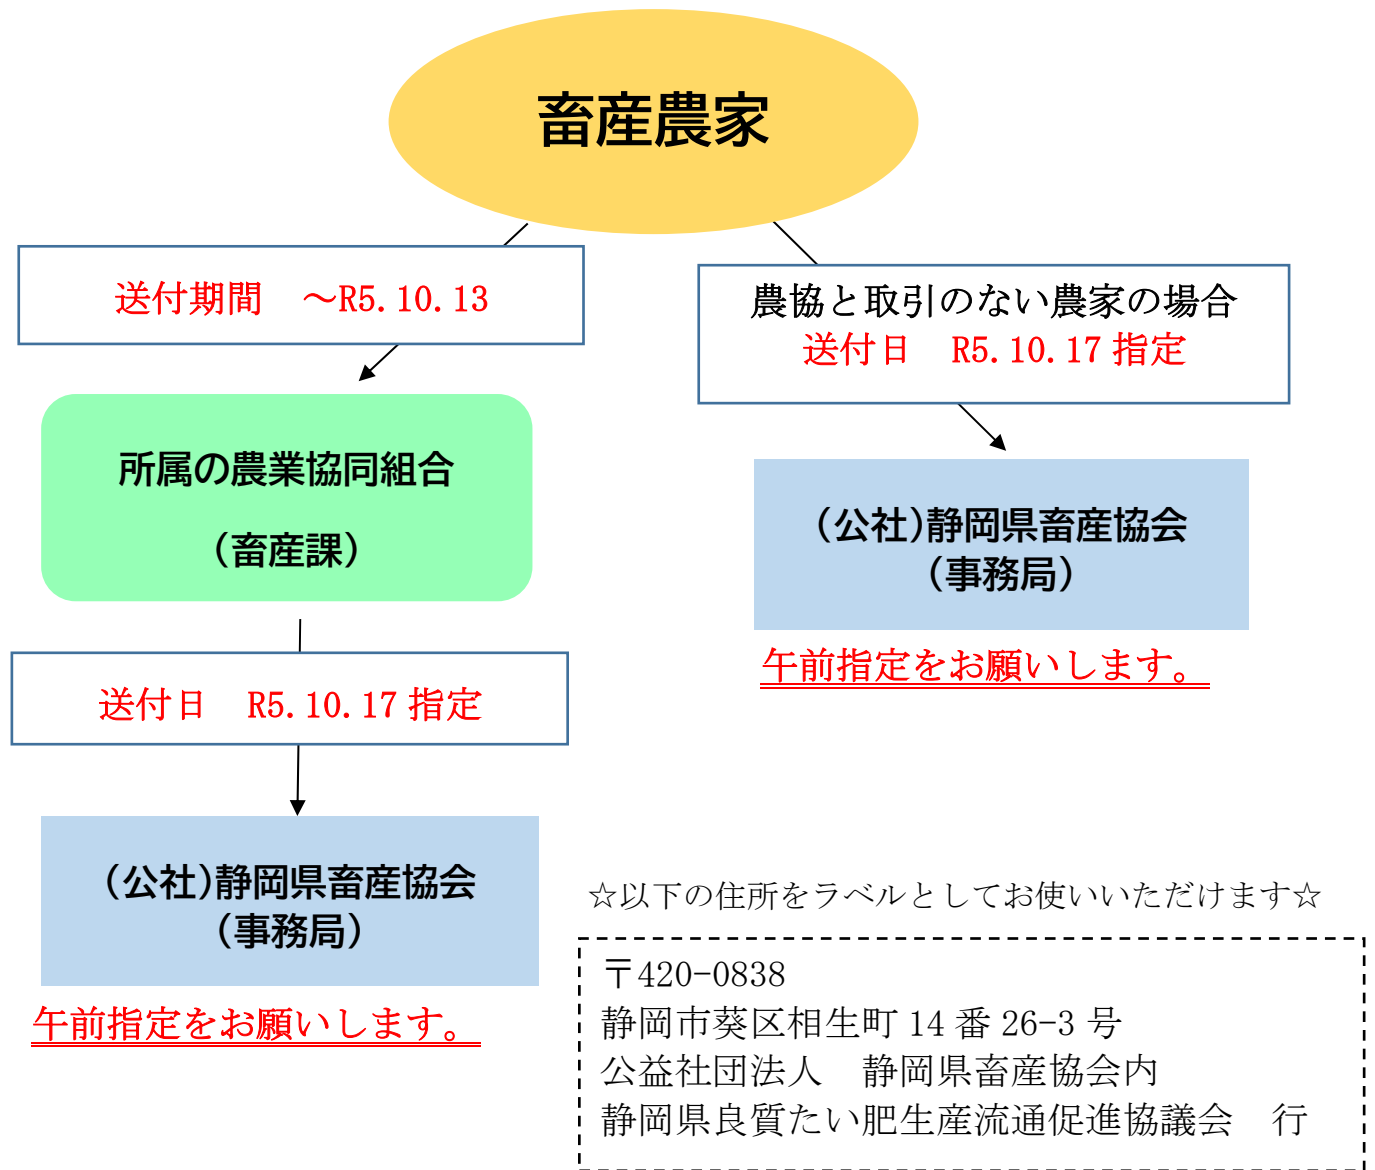 畜産農家
送付期間　～R5.10.13
農協と取引のない農家の場合
送付日　R5.10.17指定
所属の農業協同組合
（畜産課）
（公社）静岡県畜産協会
（事務局）
午前指定をお願いします。
送付日　R5.10.17指定
（公社）静岡県畜産協会
（事務局）
午前指定をお願いします。
☆以下の住所をラベルとしてお使いいただけます☆
〒420-0838
静岡市葵区相生町14番26-3号
公益社団法人　静岡県畜産協会内
静岡県良質たい肥生産流通促進協議会　行